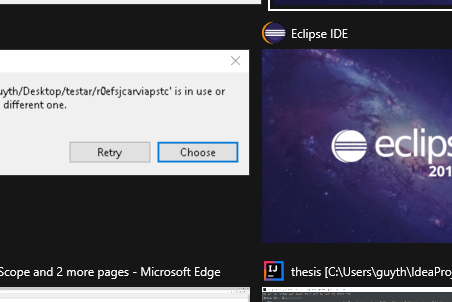 Eclipse IDE
guyth/Desktop/testar/r0efsjcarviapstc' is in use or
different one.
Retry
Choose
eclips
201
Scope and 2 more pages - Microsoft Edge
IJ
thesis [C:\Users\guyth\IdeaProj